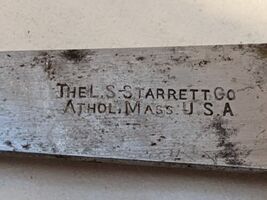 THE L.S. STARRETT CO
ATHOL, MASS. U.S.A